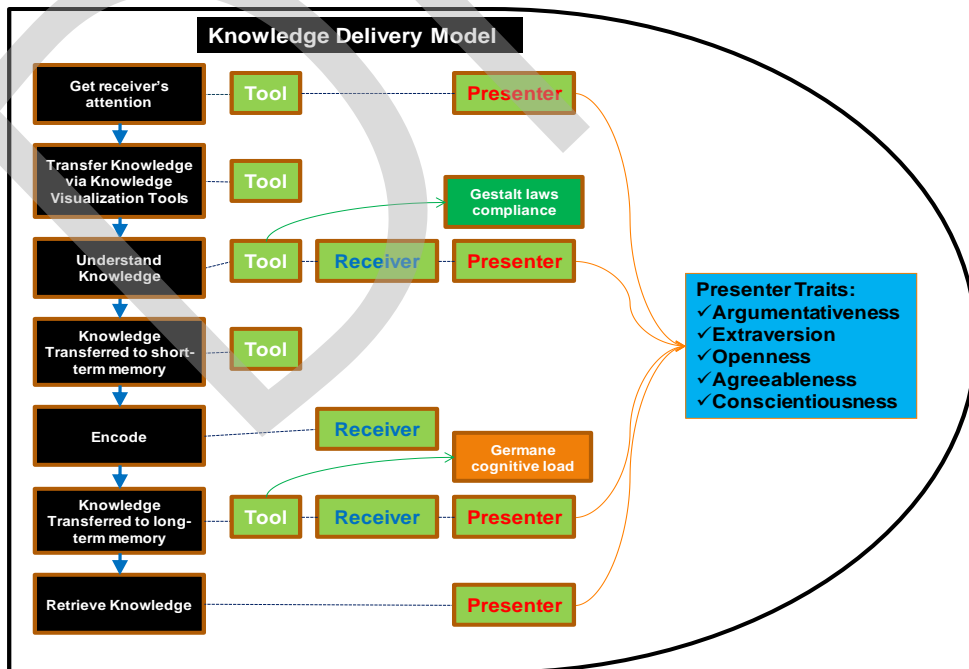 Knowledge Delivery Model
Get receiver's
attention
Tool
Presenter
Transfer Knowledge
via Knowledge
Visualization Tools
Tool
Gestalt laws
compliance
Understand
Knowledge
Tool
Receiver
Presenter
Presenter Traits:
✓Argumentativeness
✓Extraversion
✓Openness
✓Agreeableness
✓Conscientiousness
Knowledge
Transferred to short-
term memory
Tool
Encode
Receiver
Germane
cognitive load
Knowledge
Transferred to long-
term memory
Tool
Receiver
Presenter
Retrieve Knowledge
Presenter